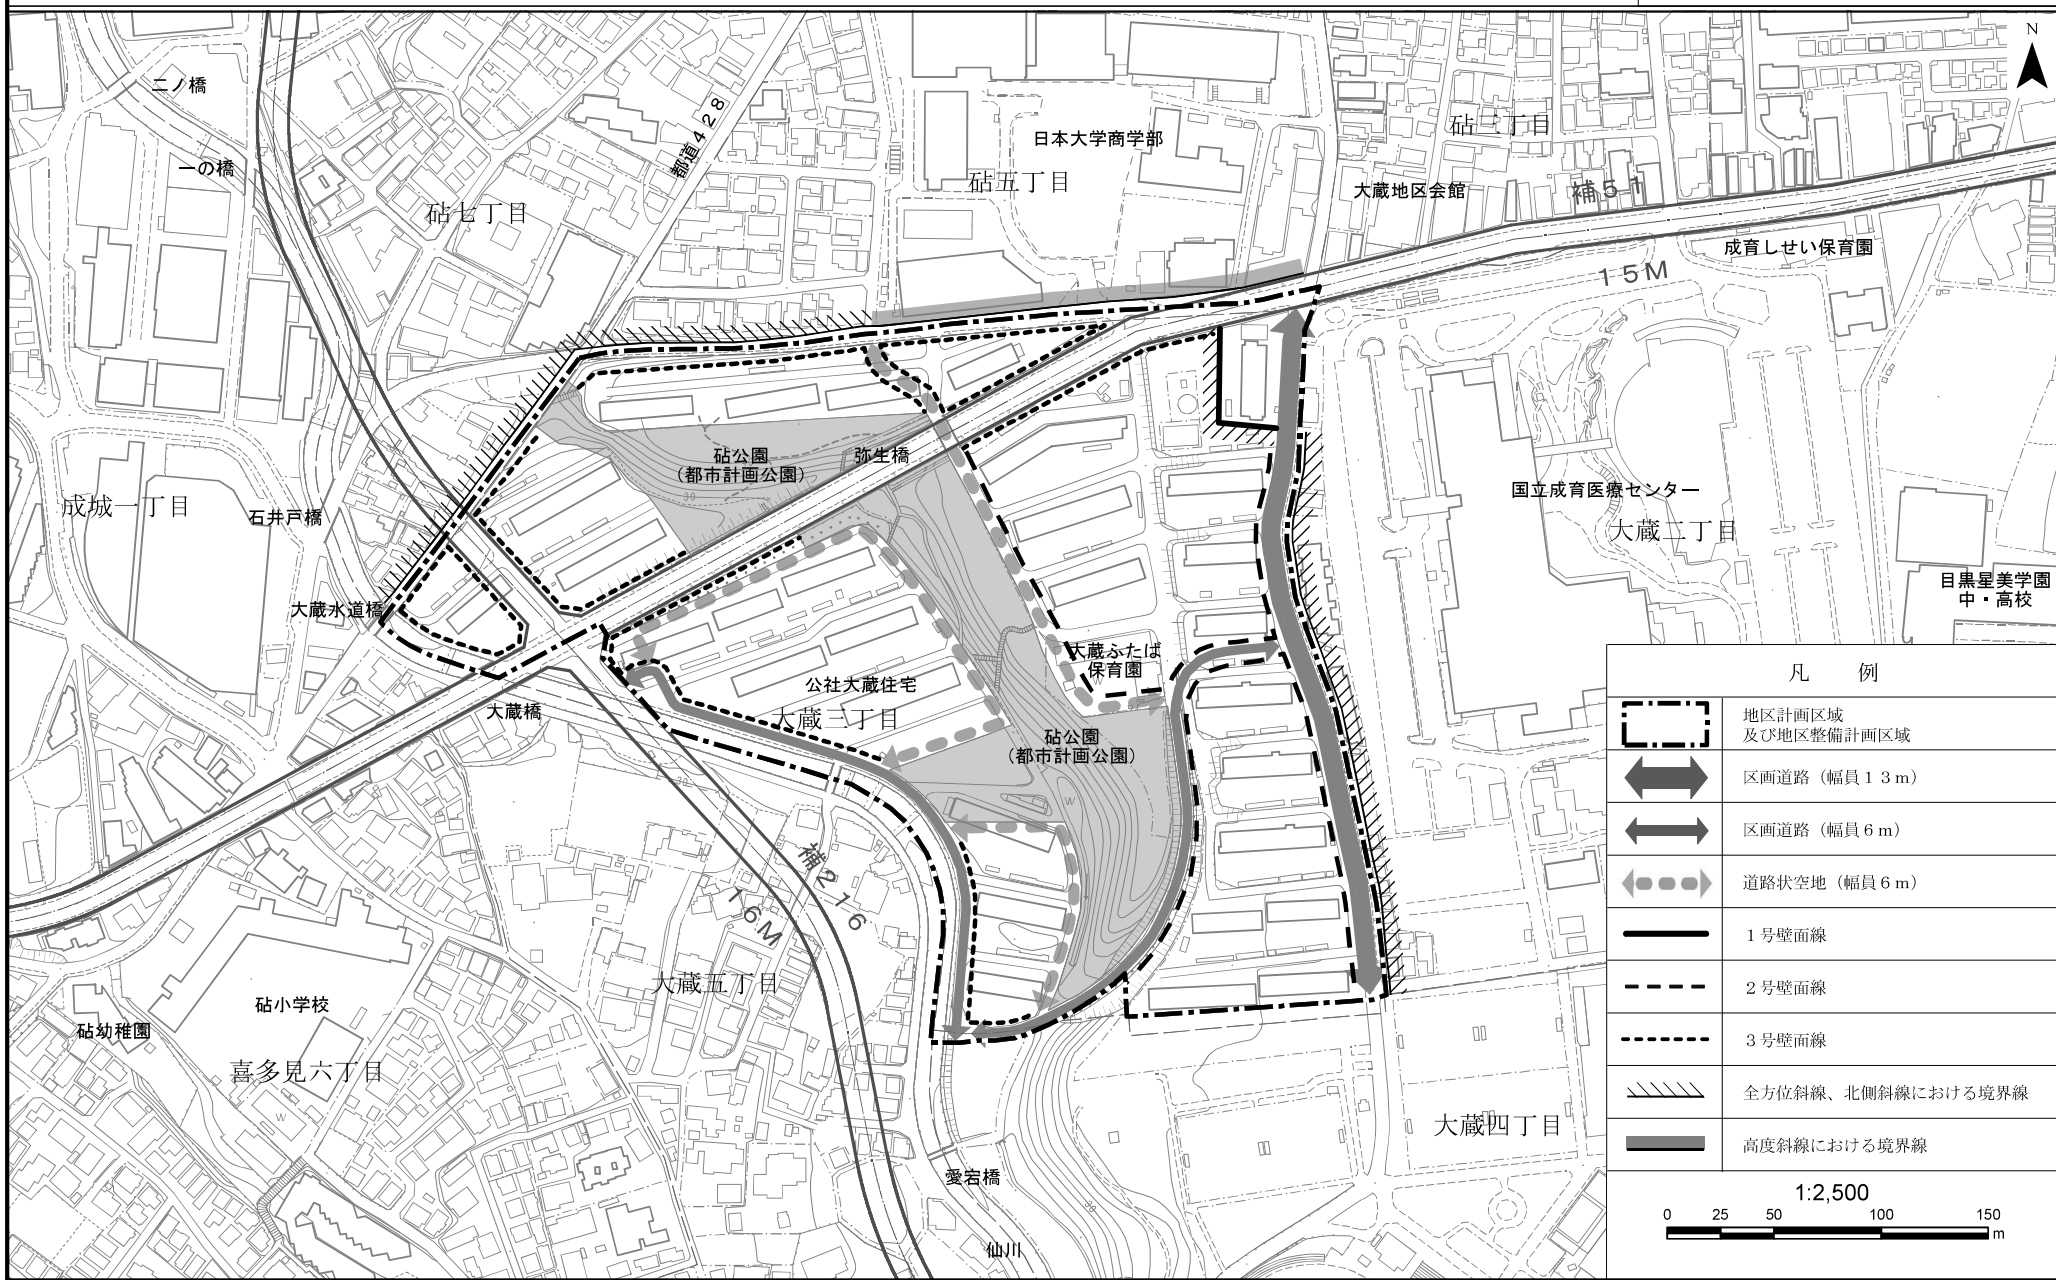 N
二ノ橋
一の橋
都道428
日本大学商学部
砧三丁目
砧五丁目
大蔵地区会館
補51
砧七丁目
成育しせい保育園
15M
砧公園
(都市計画公園)
弥生橋
成城一丁目
石井戸橋
30
国立成育医療センター
大蔵二丁目
目黒星美学園
中・高校
大蔵水道橋
大蔵ふたば
保育園
W
公社大蔵住宅
大蔵三丁目
大蔵橋
砧公園
(都市計画公園)
30
W
補216
16M
大蔵五丁目
砧小学校
砧幼稚園
喜多見六丁目
W
大蔵四丁目
愛宕橋
30
仙川
凡 例
地区計画区域
及び地区整備計画区域
区画道路(幅員13m)
区画道路(幅員6m)
道路状空地(幅員6m)
1号壁面線
2号壁面線
3号壁面線
全方位斜線、北側斜線における境界線
高度斜線における境界線
1:2,500
0 25 50 100 150
m